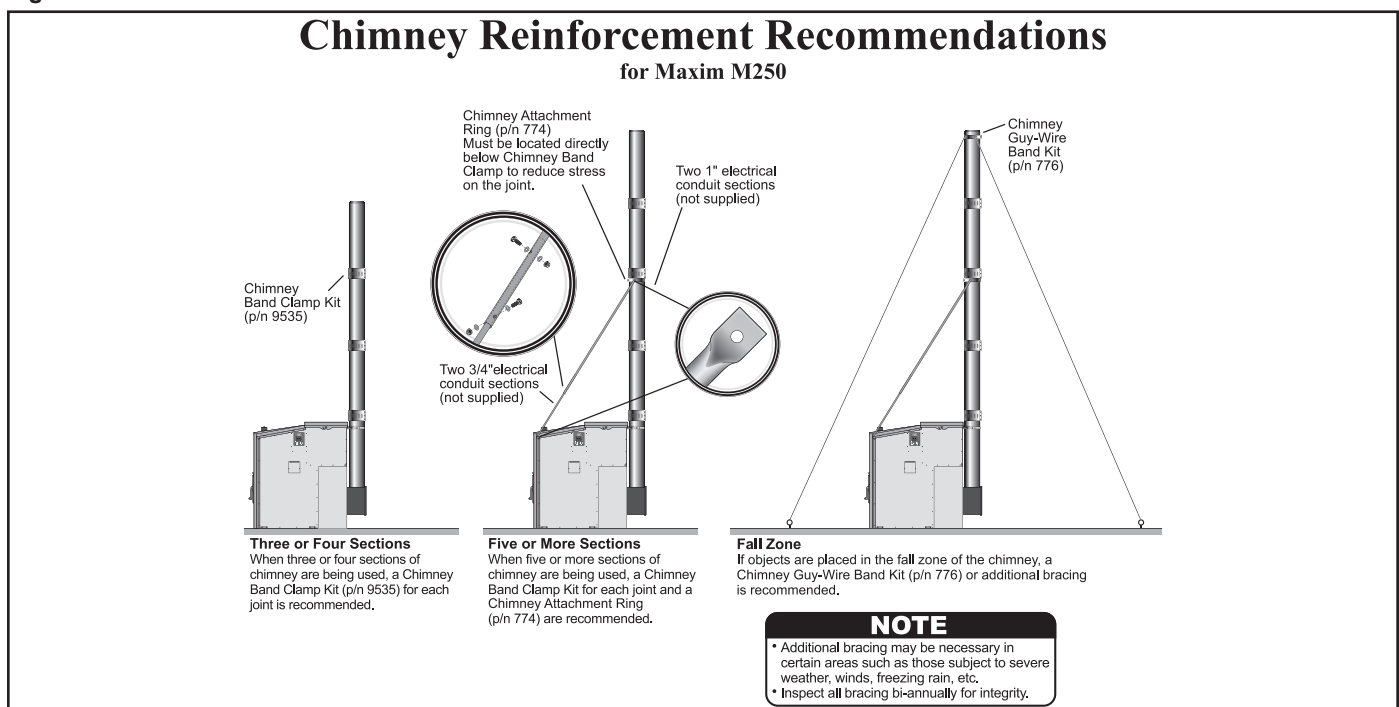 Chimney Reinforcement Recommendations
for Maxim M250
Chimney
Band Clamp Kit
(p/n 9535)
Chimney Attachment
Ring (p/n 774)
Must be located directly
below Chimney Band
Clamp to reduce stress
on the joint.
Two 1" electrical
conduit sections
(not supplied)
Two 3/4"electrical
conduit sections
(not supplied)
Chimney
Guy-Wire
Band Kit
(p/n 776)
Three or Four Sections
When three or four sections of
chimney are being used, a Chimney
Band Clamp Kit (p/n 9535) for each
joint is recommended.
Five or More Sections
When five or more sections of
chimney are being used, a Chimney
Band Clamp Kit for each joint and a
Chimney Attachment Ring
(p/n 774) are recommended.
Fall Zone
If objects are placed in the fall zone of the chimney, a
Chimney Guy-Wire Band Kit (p/n 776) or additional bracing
is recommended.
NOTE
• Additional bracing may be necessary in
certain areas such as those subject to severe
weather, winds, freezing rain, etc.
• Inspect all bracing bi-annually for integrity.